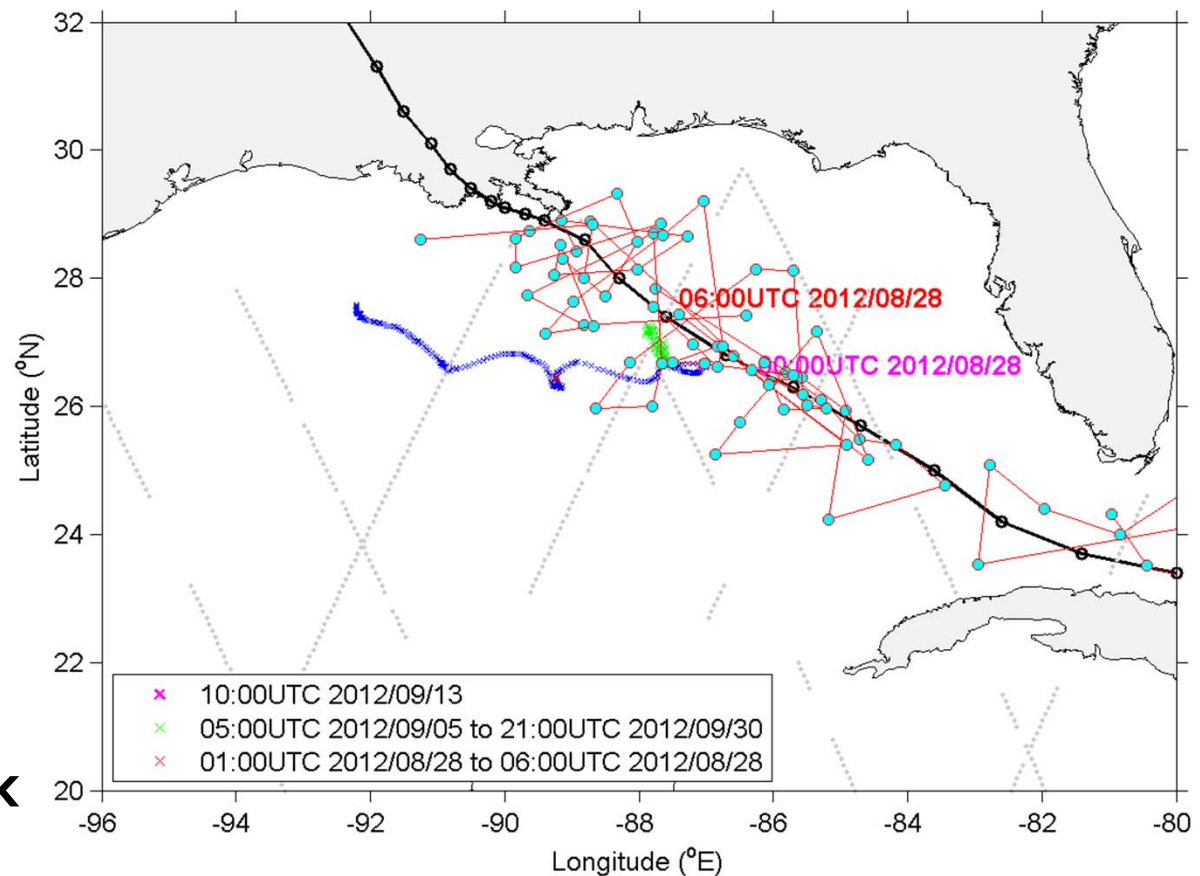 32
30
28
26
24
22
20
Latitude (°N)
06:00UTC 2012/08/28
00:00UTC 2012/08/28
10:00UTC 2012/09/13
05:00UTC 2012/09/05 to 21:00UTC 2012/09/30
01:00UTC 2012/08/28 to 06:00UTC 2012/08/28
k
-96 -94 -92 -90 -88 -86 -84 -82 -80
Longitude (°E)